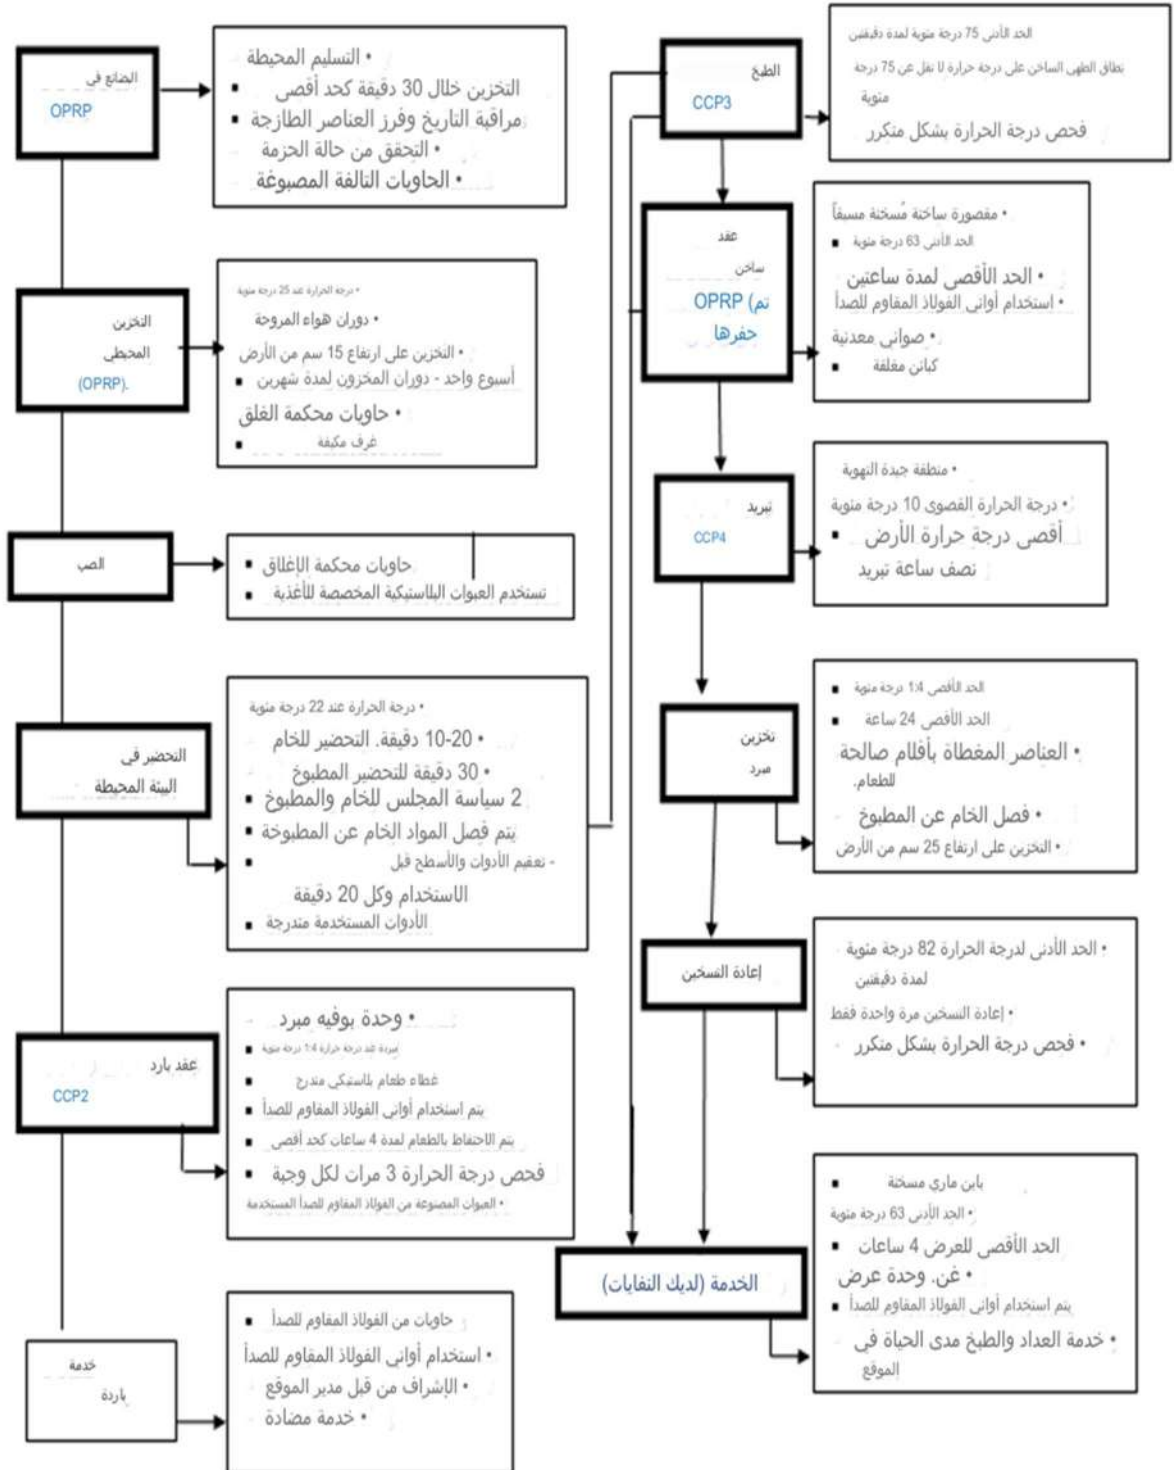 البضائع في
OPRP
• التسليم المحيطة
▪ التخزين خلال 30 دقيقة كحد أقصى
▪ مراقبة التاريخ وفرز العناصر الطازجة
• التحقق من حالة الحزمة
▪ الحاويات التالفة المصبوغة
التخزين
المحيطي
(OPRP).
• درجة الحرارة عند 25 درجة مئوية
• دوران هواء المروحة
• التخزين على ارتفاع 15 سم من الأرض
▪ أسبوع واحد - دوران المخزون لمدة شهرين
• حاويات محكمة الغلق
▪ غرف مكيفة
الصب
▪ حاويات محكمة الإغلاق
▪ تستخدم العبوات البلاستيكية المخصصة للأغذية
التحضير في
البيئة المحيطة
• درجة الحرارة عند 22 درجة مئوية
• 10-20 دقيقة. التحضير للخام
• 30 دقيقة للتحضير المطبوخ
▪ 2 سياسة المجلس للخام والمطبوخ
▪ يتم فصل المواد الخام عن المطبوخة
▪ - تعقيم الأدوات والأسطح قبل
الاستخدام وكل 20 دقيقة
▪ الأدوات المستخدمة متدرجة
عقد بارد
CCP2
• وحدة بوفيه مبرد
▪ مبردة عند درجة حرارة 1:4 درجة مئوية
▪ غطاء طعام بلاستيكي متدرج
▪ يتم استخدام أواني الفولاذ المقاوم للصدأ
▪ يتم الاحتفاظ بالطعام لمدة 4 ساعات كحد أقصى
▪ فحص درجة الحرارة 3 مرات لكل وجبة
• العبوات المصنوعة من الفولاذ المقاوم للصدأ المستخدمة
خدمة
باردة
▪ حاويات من الفولاذ المقاوم للصدأ
• استخدام أواني الفولاذ المقاوم للصدأ
• الإشراف من قبل مدير الموقع
• خدمة مضادة
الطبخ
CCP3
الحد الأدنى 75 درجة مئوية لمدة دقيقتين
نطاق الطهي الساخن على درجة حرارة لا تقل عن 75 درجة
مئوية
فحص درجة الحرارة بشكل متكرر
عقد
ساخن
OPRP (تم
حفرها
• مقصورة ساخنة مُسخنة مسبقاً
▪ الحد الأدنى 63 درجة مئوية
• الحد الأقصى لمدة ساعتين
• استخدام أواني الفولاذ المقاوم للصدأ
• صواني معدنية
▪ كبائن مغلقة
تبريد
CCP4
• منطقة جيدة التهوية
• درجة الحرارة القصوى 10 درجة مئوية
▪ أقصى درجة حرارة الأرض
نصف ساعة تبريد
تخزين
مبرد
▪ الحد الأقصى 1:4 درجة مئوية
▪ الحد الأقصى 24 ساعة
• العناصر المغطاة بأفلام صالحة
للطعام.
• فصل الخام عن المطبوخ
• التخزين على ارتفاع 25 سم من الأرض
إعادة التسخين
• الحد الأدنى لدرجة الحرارة 82 درجة مئوية
لمدة دقيقتين
• إعادة التسخين مرة واحدة فقط
• فحص درجة الحرارة بشكل متكرر
الخدمة (لديك النفايات)
▪ باين ماري مسخنة
• الحد الأدنى 63 درجة مئوية
▪ الحد الأقصى للعرض 4 ساعات
• غن. وحدة عرض
▪ يتم استخدام أواني الفولاذ المقاوم للصدأ
• خدمة العداد والطبخ مدى الحياة في
الموقع